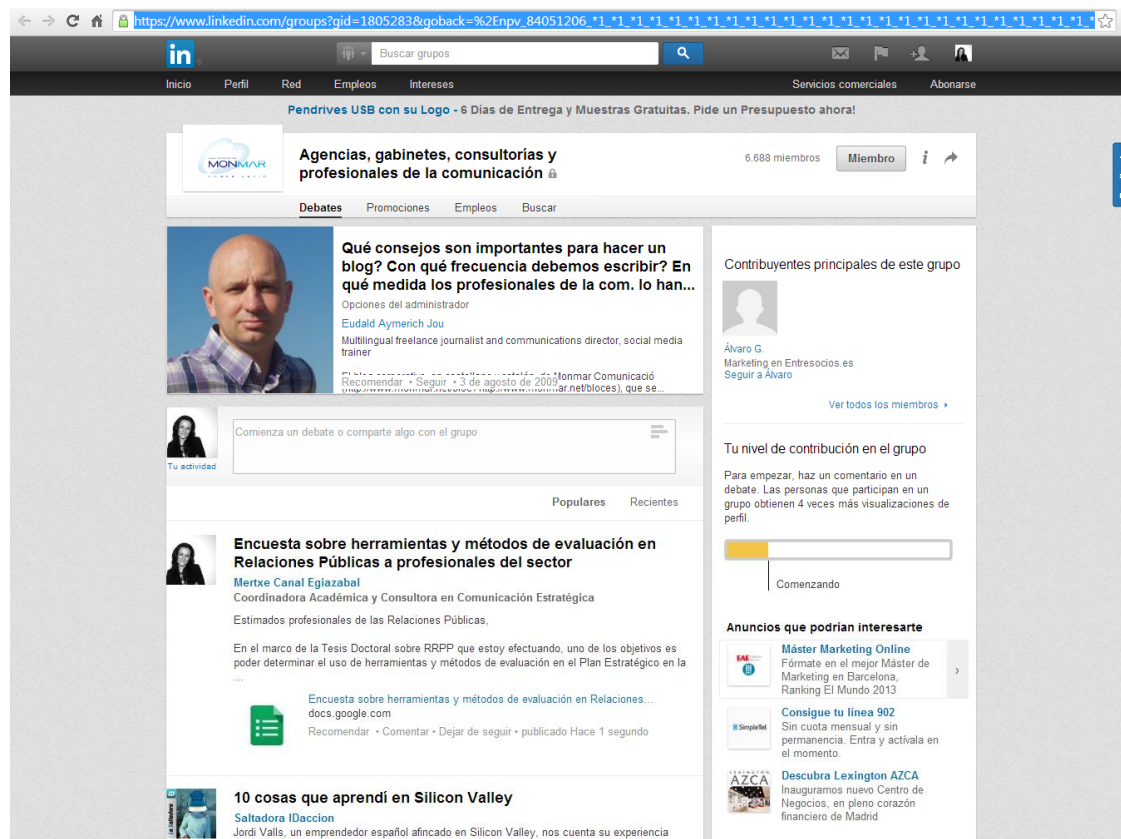 https://www.linkedin.com/groups?gid=1805283&goback=%2Enpv_84051206_*1_*1_*1_*1_*1_*1_*1_*1_*1_*1_*1_*1_*1_*1_*1_*1_*1_*1_*1_*1_*1_*1_*
in
Buscar grupos
Inicio Perfil Red Empleos Intereses Servicios comerciales Abonarse
Pendrives USB con su Logo - 6 Días de Entrega y Muestras Gratuitas. Pide un Presupuesto ahora!
MONMAR
Agencias, gabinetes, consultorías y
profesionales de la comunicación
6.688 miembros Miembro i
Debates Promociones Empleos Buscar
Qué consejos son importantes para hacer un
blog? Con qué frecuencia debemos escribir? En
qué medida los profesionales de la com. lo han...
Opciones del administrador
Eudald Aymerich Jou
Multilingual freelance journalist and communications director, social media
trainer
Monmar Comunicació
Recomendar • Seguir • 3 de agosto de 2009
que se...
Tu actividad
Comienza un debate o comparte algo con el grupo
Populares Recientes
Encuesta sobre herramientas y métodos de evaluación en
Relaciones Públicas a profesionales del sector
Mertxe Canal Egiazabal
Coordinadora Académica y Consultora en Comunicación Estratégica
Estimados profesionales de las Relaciones Públicas,
En el marco de la Tesis Doctoral sobre RRPP que estoy efectuando, uno de los objetivos es
poder determinar el uso de herramientas y métodos de evaluación en el Plan Estratégico en la
...
Encuesta sobre herramientas y métodos de evaluación en Relaciones...
docs.google.com
Recomendar • Comentar • Dejar de seguir • publicado Hace 1 segundo
10 cosas que aprendí en Silicon Valley
Saltadora IDaccion
Jordi Valls, un emprendedor español afincado en Silicon Valley, nos cuenta su experiencia
Contribuyentes principales de este grupo
Álvaro G.
Marketing en Entresocios.es
Seguir a Álvaro
Ver todos los miembros
Tu nivel de contribución en el grupo
Para empezar, haz un comentario en un
debate. Las personas que participan en un
grupo obtienen 4 veces más visualizaciones de
perfil.
Comenzando
Anuncios que podrían interesarte
EAE
Máster Marketing Online
Fórmate en el mejor Máster de
Marketing en Barcelona,
Ranking El Mundo 2013
SimpleTel
Consigue tu línea 902
Sin cuota mensual y sin
permanencia. Entra y actívala en
el momento.
LEXINGTON
AZCA
Descubra Lexington AZCA
Inauguramos nuevo Centro de
Negocios, en pleno corazón
financiero de Madrid